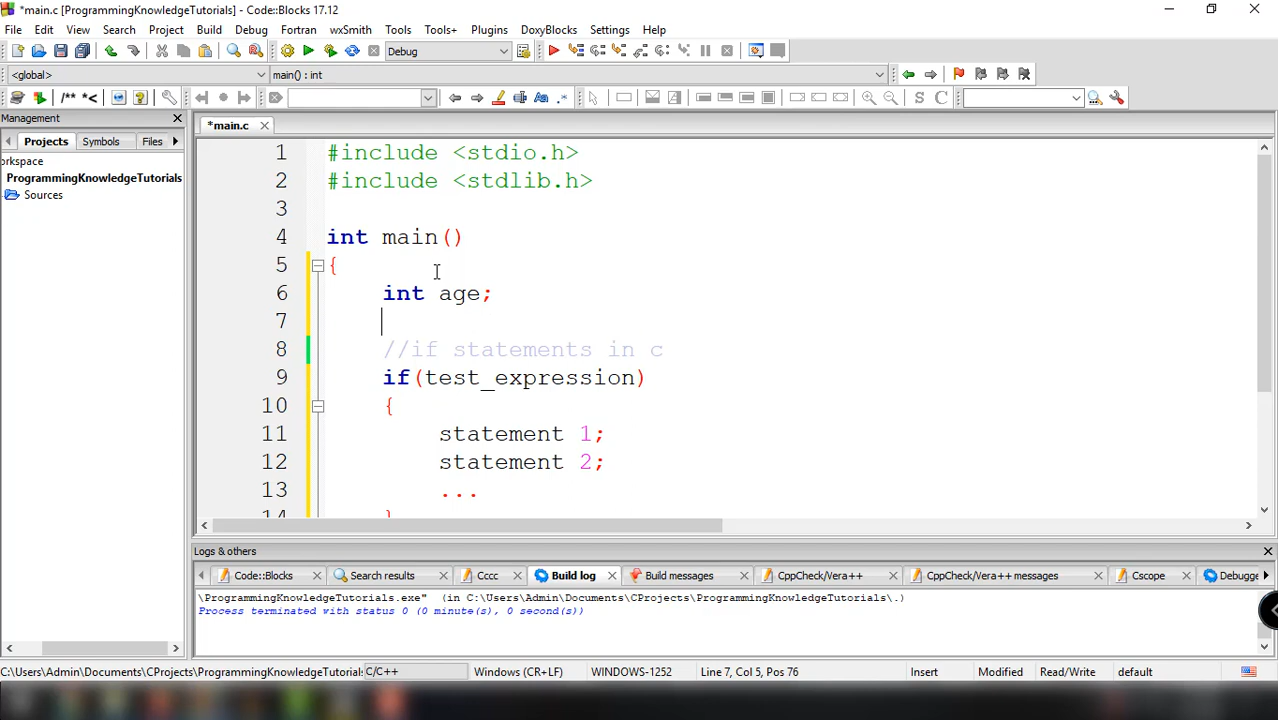 *main.c [ProgrammingKnowledgeTutorials] - Code::Blocks 17.12
File Edit View Search Project Build Debug Fortran wxSmith Tools Tools+ Plugins DoxyBlocks Settings Help
Debug
<global> main() : int
/** *<
S C
Management
*main.c
Projects Symbols Files
orkspace
ProgrammingKnowledgeTutorials
Sources
1 #include <stdio.h>
2 #include <stdlib.h>
3
4 int main()
5 {
6 int age;
7
8 //if statements in c
9 if(test_expression)
10 {
11 statement 1;
12 statement 2;
13 ...
14 }
Logs & others
Code::Blocks Search results Cccc Build log Build messages CppCheck/Vera++ CppCheck/Vera++ messages Cscope Debugge
\ProgrammingKnowledgeTutorials.exe" (in C:\Users\Admin\Documents\CProjects\ProgrammingKnowledgeTutorials\.)
Process terminated with status 0 (0 minute(s), 0 second(s))
C:\Users\Admin\Documents\CProjects\ProgrammingKnowledgeTutorials C/C++ Windows (CR+LF) WINDOWS-1252 Line 7, Col 5, Pos 76 Insert Modified Read/Write default